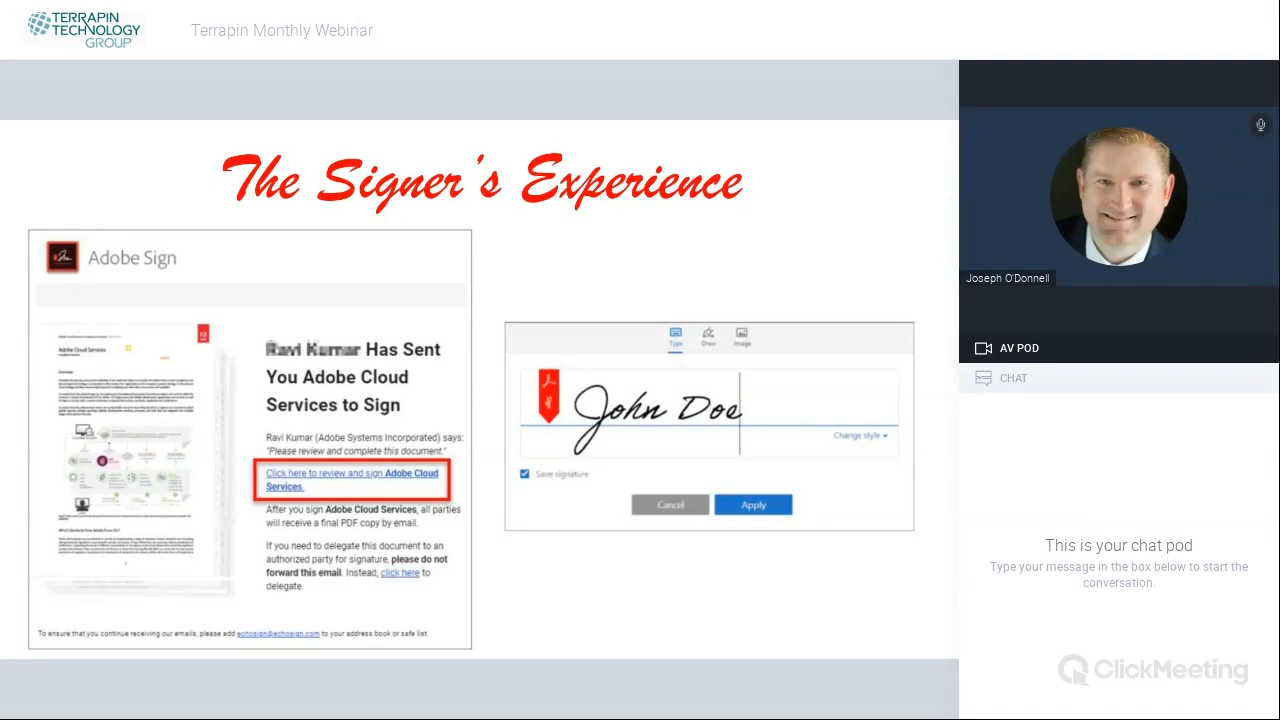 TERRAPIN
TECHNOLOGY
GROUP
Terrapin Monthly Webinar
The Signer's Experience
Adobe Sign
Adobe Cloud Services
Ravi Kumar Has Sent
You Adobe Cloud
Services to Sign
Ravi Kumar (Adobe Systems Incorporated) says:
"Please review and complete this document."
Click here to review and sign Adobe Cloud
Services.
After you sign Adobe Cloud Services, all parties
will receive a final PDF copy by email.
If you need to delegate this document to an
authorized party for signature, please do not
forward this email. Instead, click here to
delegate.
To ensure that you continue receiving our emails, please add echosign@echosign.com to your address book or safe list.
Type Draw Image
John Doe
Change style
Save signature
Cancel Apply
Joseph O'Donnell
AV POD
CHAT
This is your chat pod
Type your message in the box below to start the
conversation.
ClickMeeting